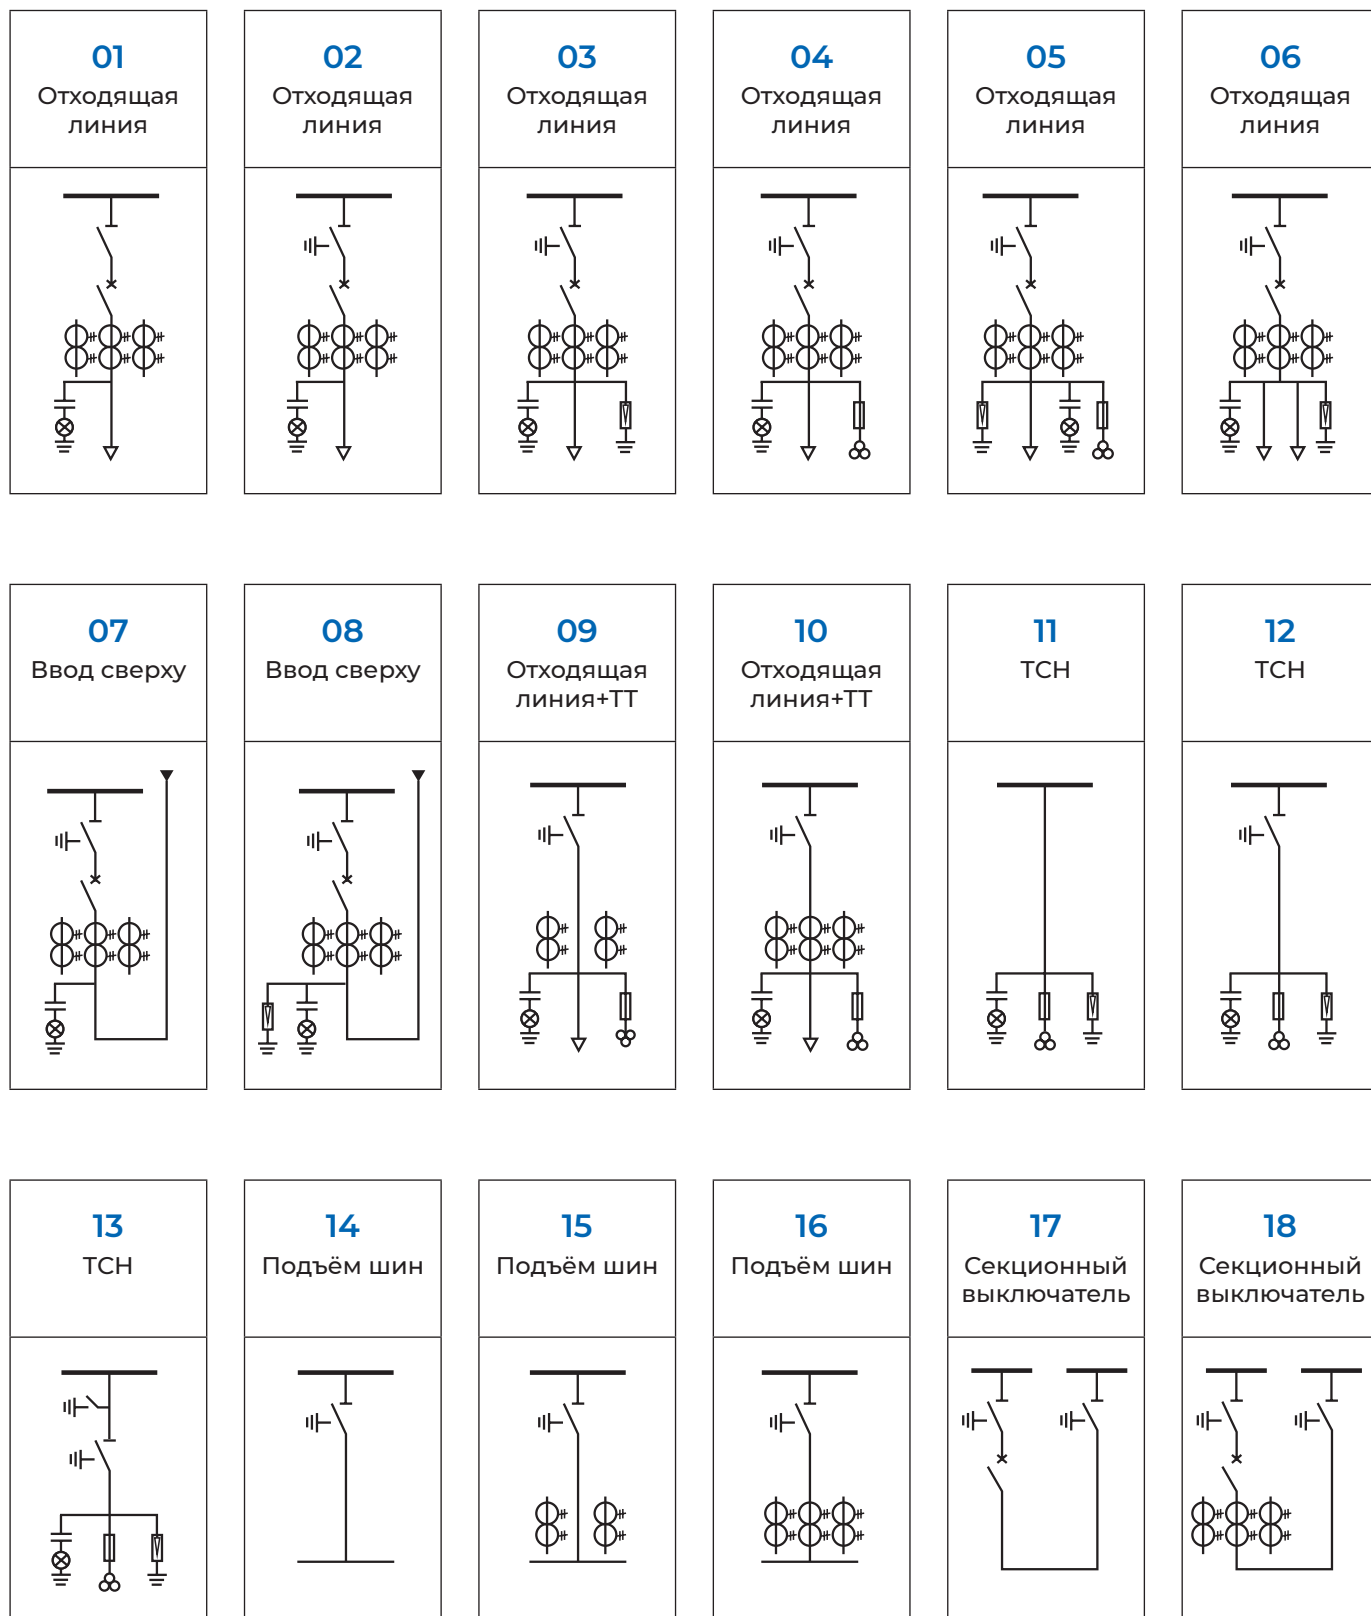 01
Отходящая
линия
02
Отходящая
линия
03
Отходящая
линия
04
Отходящая
линия
05
Отходящая
линия
06
Отходящая
линия
07
Ввод сверху
08
Ввод сверху
09
Отходящая
линия+ТТ
10
Отходящая
линия+ТТ
11
ТСН
12
ТСН
13
ТСН
14
Подъём шин
15
Подъём шин
16
Подъём шин
17
Секционный
выключатель
18
Секционный
выключатель